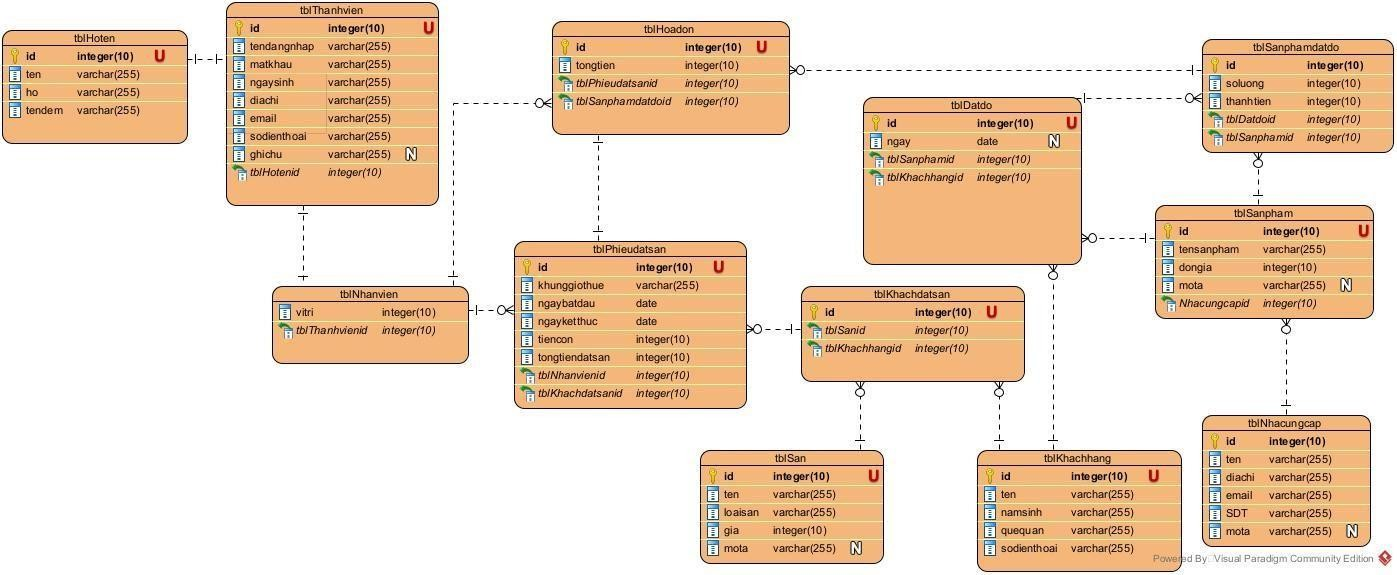 tblHoten
id integer(10) U
ten varchar(255)
ho varchar(255)
tendem varchar(255)
tblThanhvien
id integer(10) U
tendangnhap varchar(255)
matkhau varchar(255)
ngaysinh varchar(255)
diachi varchar(255)
email varchar(255)
sodienthoai varchar(255)
ghichu varchar(255) N
tblHotenid integer(10)
tblHoadon
id integer(10) U
tongtien integer(10)
tblPhieudatsanid integer(10)
tblSanphamdatdoid integer(10)
tblSanphamdatdo
id integer(10)
soluong integer(10)
thanhtien integer(10)
tblDatdoid integer(10)
tblSanphamid integer(10)
tblDatdo
id integer(10) U
ngay date N
tblSanphamid integer(10)
tblKhachhangid integer(10)
tblSanpham
id integer(10) U
tensanpham varchar(255)
dongia integer(10)
mota varchar(255) N
Nhacungcapid integer(10)
tblNhanvien
vitri integer(10)
tblThanhvienid integer(10)
tblPhieudatsan
id integer(10) U
khunggiothue varchar(255)
ngaybatdau date
ngayketthuc date
tiencon integer(10)
tongtiendatsan integer(10)
tblNhanvienid integer(10)
tblKhachdatsanid integer(10)
tblKhachdatsan
id integer(10) U
tblSanid integer(10)
tblKhachhangid integer(10)
tblSan
id integer(10) U
ten varchar(255)
loaisan varchar(255)
gia integer(10)
mota varchar(255) N
tblKhachhang
id integer(10) U
ten varchar(255)
namsinh varchar(255)
quequan varchar(255)
sodienthoai varchar(255)
tblNhacungcap
id integer(10)
ten varchar(255)
diachi varchar(255)
email varchar(255)
SDT varchar(255)
mota varchar(255) N
Powered By Visual Paradigm Community Edition